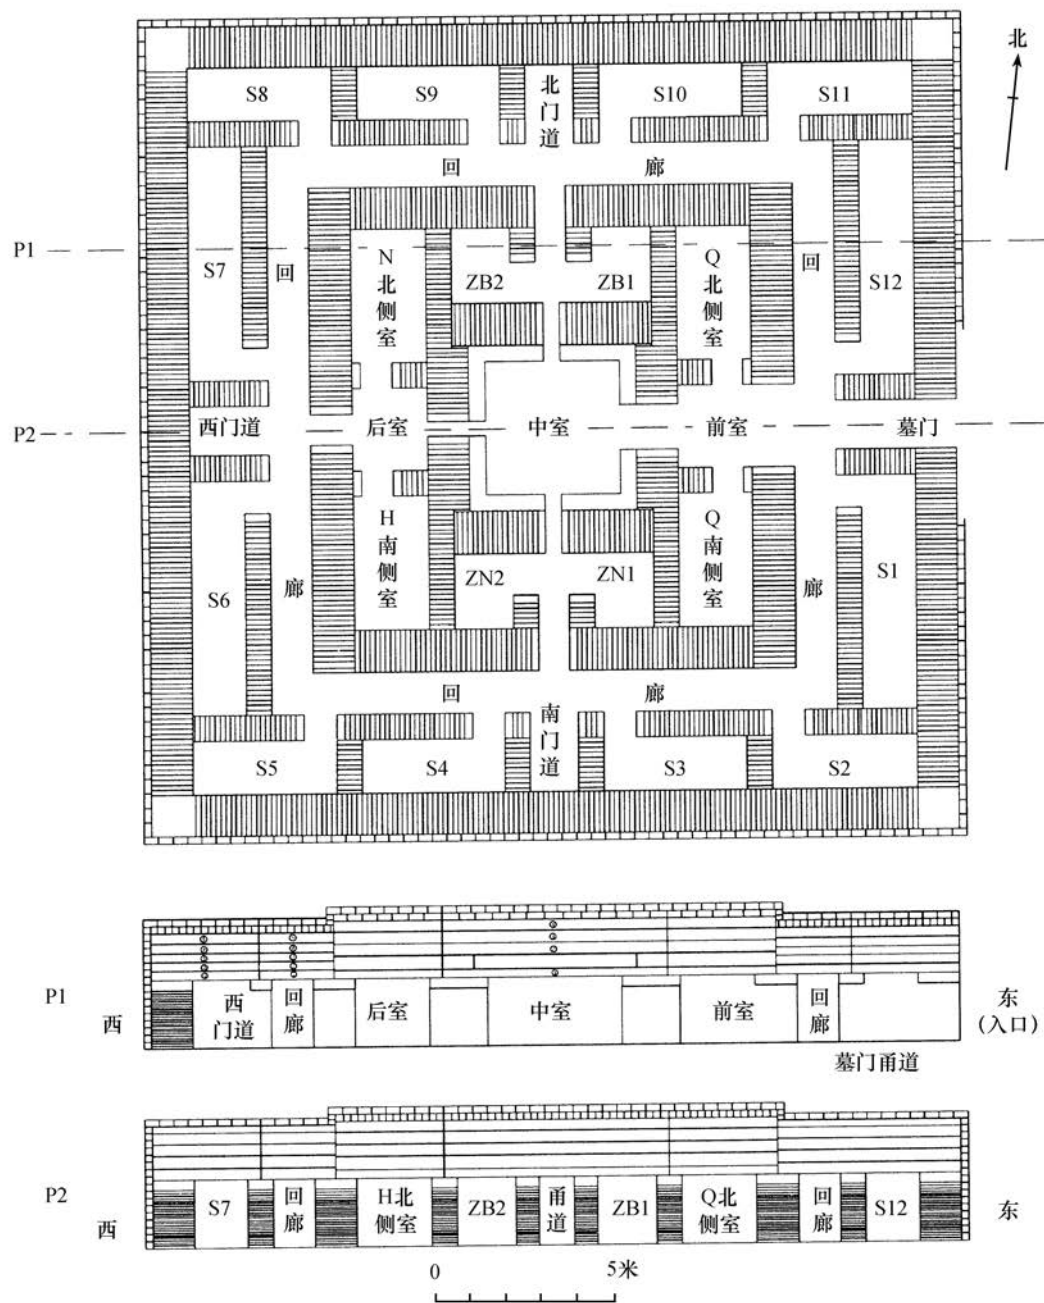 北
S8
S9
北门道
S10
S11
回
廊
P1
S7
回
N北侧室
ZB2
ZB1
Q北侧室
回
S12
P2
西门道
后室
中室
前室
墓门
S6
廊
H南侧室
ZN2
ZN1
Q南侧室
廊
S1
回
廊
S5
S4
南门道
S3
S2
P1
西
西
门道
回
廊
后室
中室
前室
回
廊
东
(入口)
墓门甬道
P2
西
S7
回
廊
H北
侧室
ZB2
甬
道
ZB1
Q北
侧室
回
廊
S12
东
0
5米